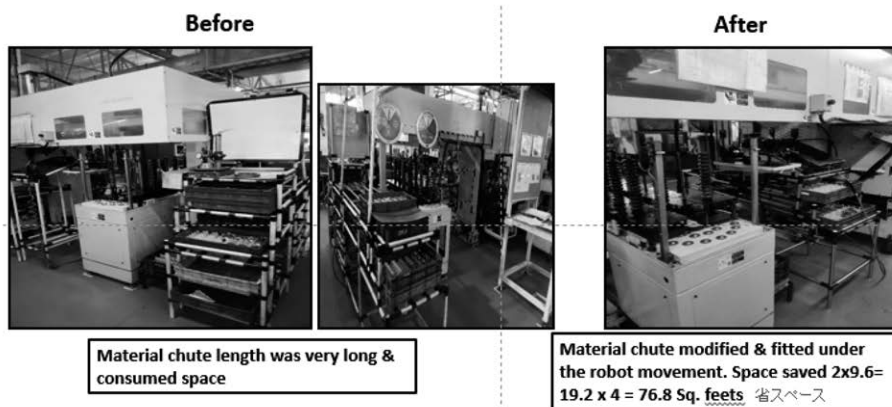 Before
After
Material chute length was very long &
consumed space
Material chute modified & fitted under
the robot movement. Space saved 2x9.6=
19.2 x 4 = 76.8 Sq. feets 省スペース